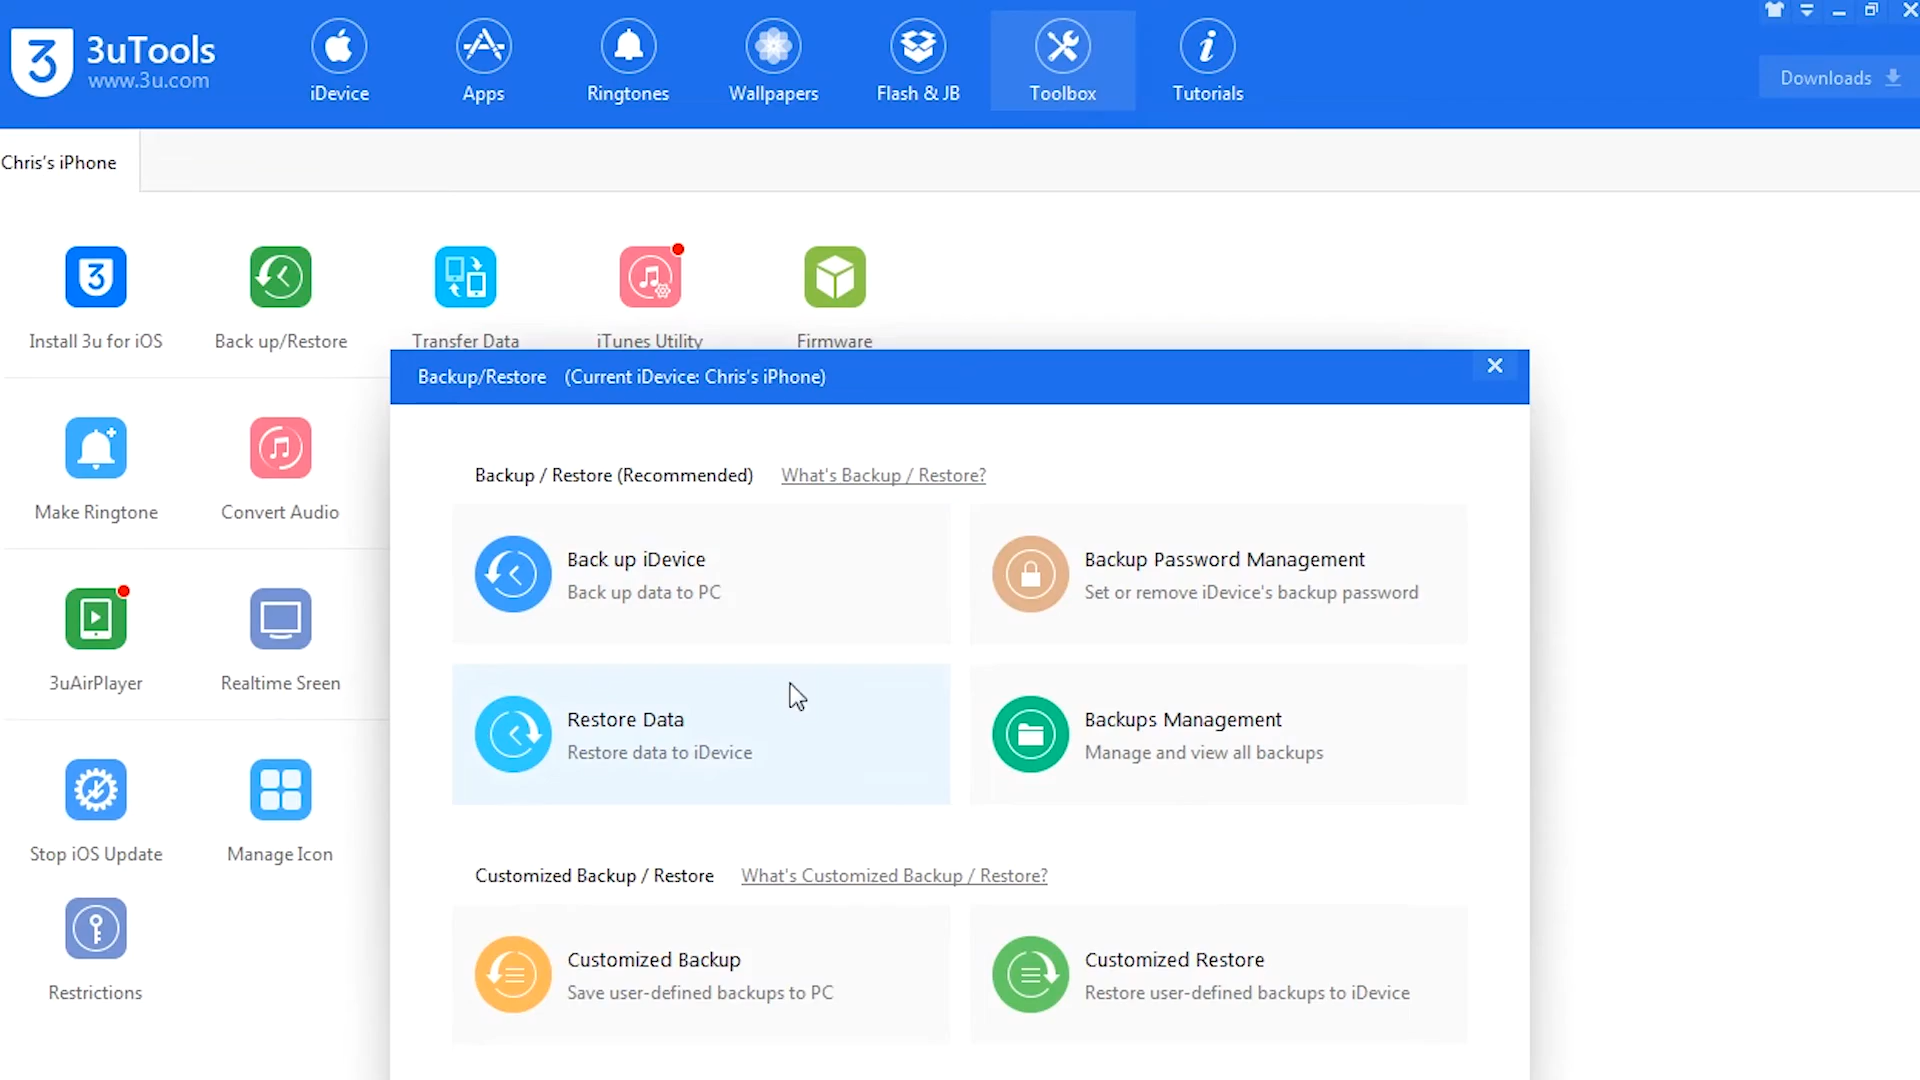 3 3uTools
www.3u.com
iDevice
Apps
Ringtones
Wallpapers
Flash & JB
Toolbox
i
Tutorials
Downloads
Chris's iPhone
3
Install 3u for iOS
Back up/Restore
Transfer Data
iTunes Utility
Firmware
Backup/Restore (Current iDevice: Chris's iPhone)
Make Ringtone
Convert Audio
Backup / Restore (Recommended) What's Backup / Restore?
Back up iDevice
Back up data to PC
Backup Password Management
Set or remove iDevice's backup password
3uAirPlayer
Realtime Sreen
Restore Data
Restore data to iDevice
Backups Management
Manage and view all backups
Stop iOS Update
Manage Icon
Customized Backup / Restore What's Customized Backup / Restore?
Restrictions
Customized Backup
Save user-defined backups to PC
Customized Restore
Restore user-defined backups to iDevice